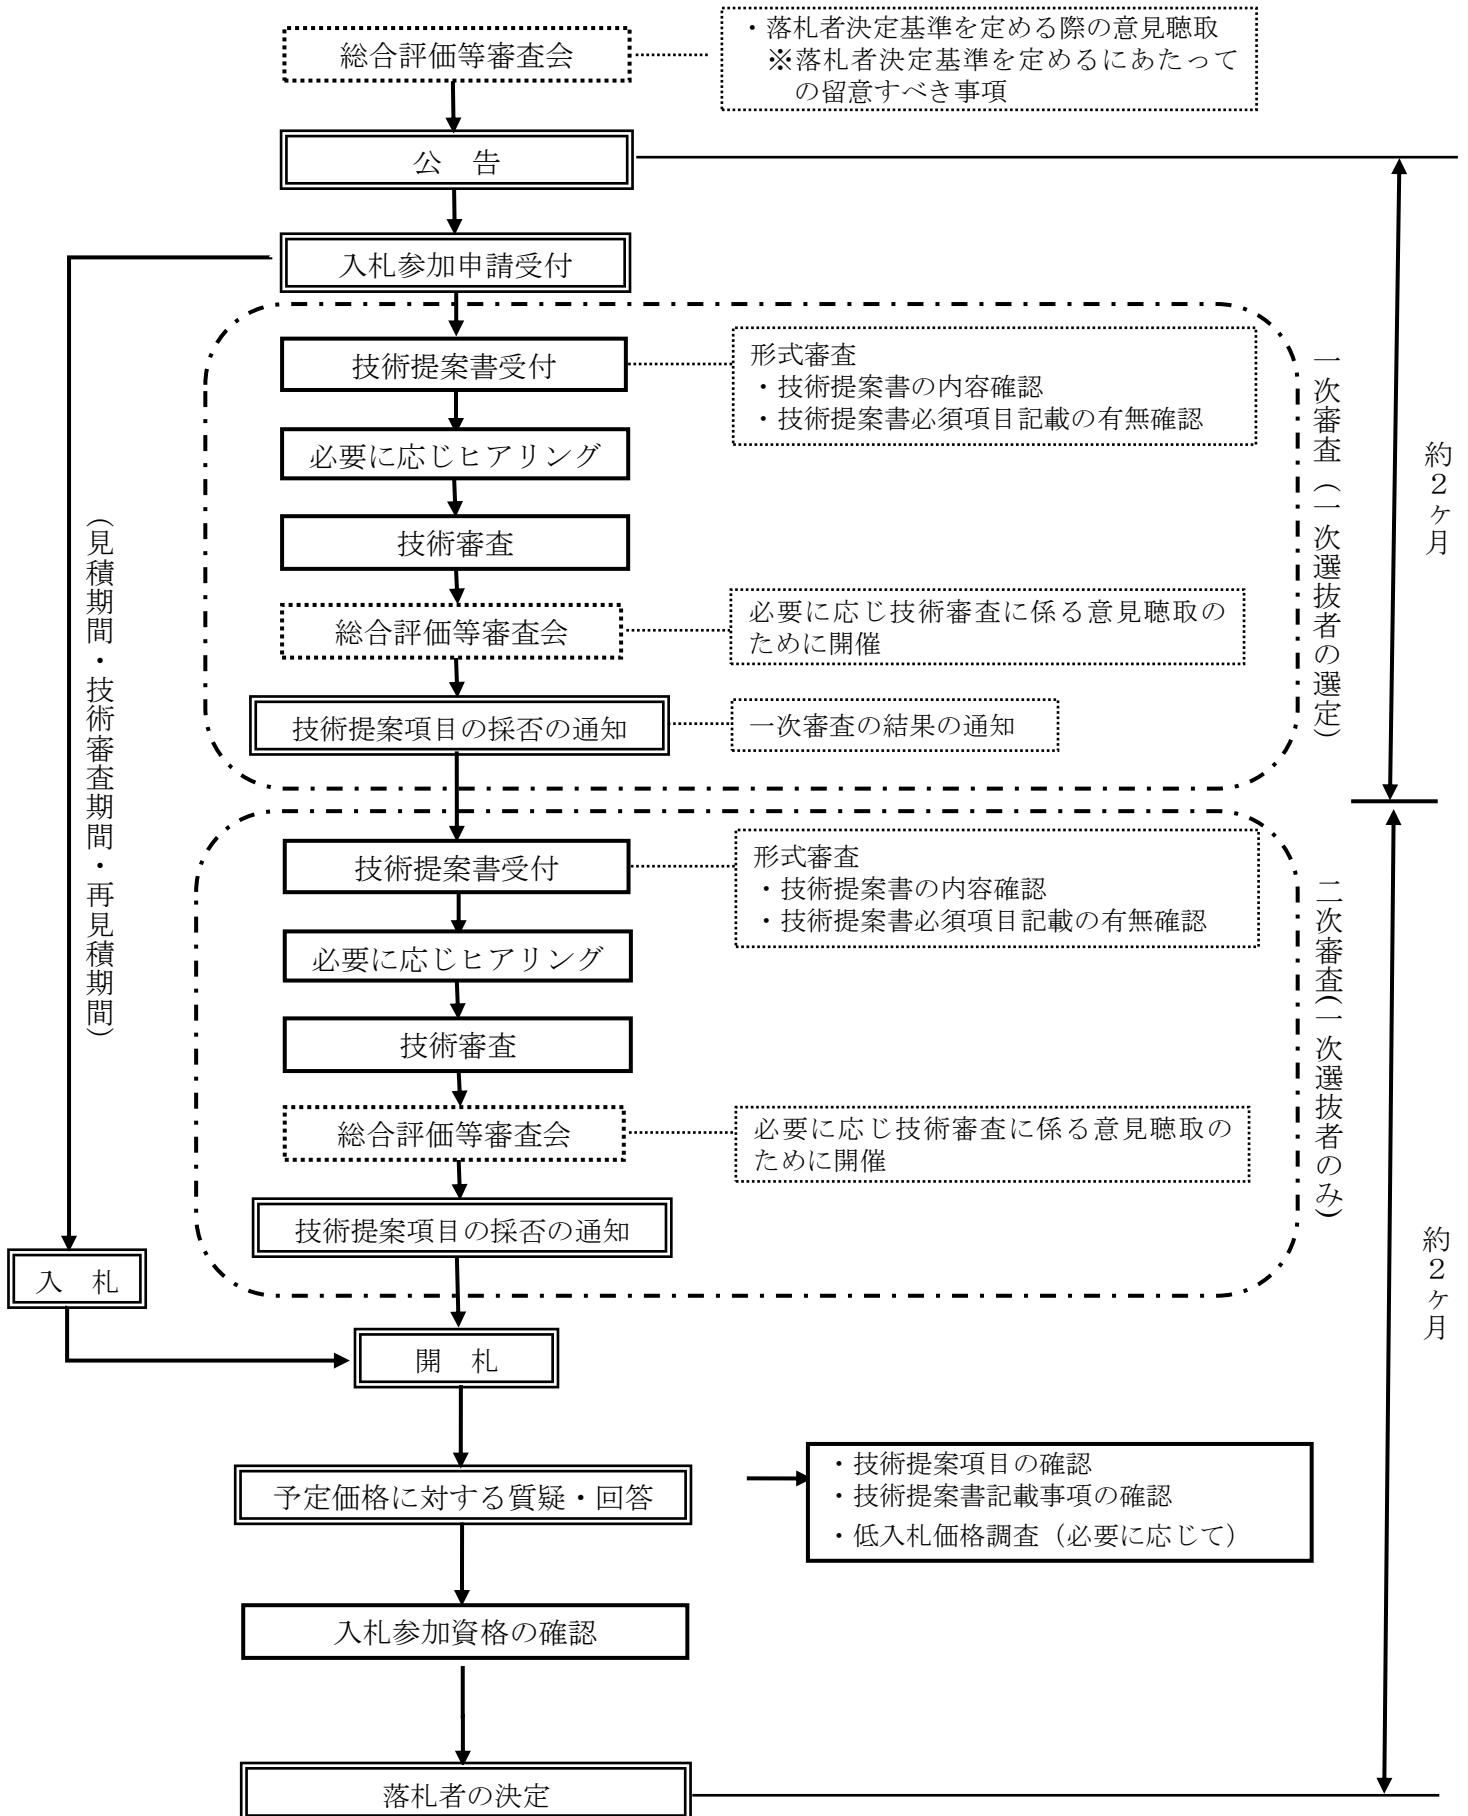 総合評価等審査会
・落札者決定基準を定める際の意見聴取
※落札者決定基準を定めるにあたって
の留意すべき事項
公　告
入札参加申請受付
技術提案書受付
形式審査
・技術提案書の内容確認
・技術提案書必須項目記載の有無確認
必要に応じヒアリング
技術審査
総合評価等審査会
必要に応じ技術審査に係る意見聴取の
ために開催
技術提案項目の採否の通知
一次審査の結果の通知
一次審査（一次選抜者の選定）
約２ヶ月
（見積期間・技術審査期間・再見積期間）
技術提案書受付
形式審査
・技術提案書の内容確認
・技術提案書必須項目記載の有無確認
必要に応じヒアリング
技術審査
総合評価等審査会
必要に応じ技術審査に係る意見聴取の
ために開催
技術提案項目の採否の通知
二次審査（一次選抜者のみ）
約２ヶ月
入　札
開　札
予定価格に対する質疑・回答
・技術提案項目の確認
・技術提案書記載事項の確認
・低入札価格調査（必要に応じて）
入札参加資格の確認
落札者の決定